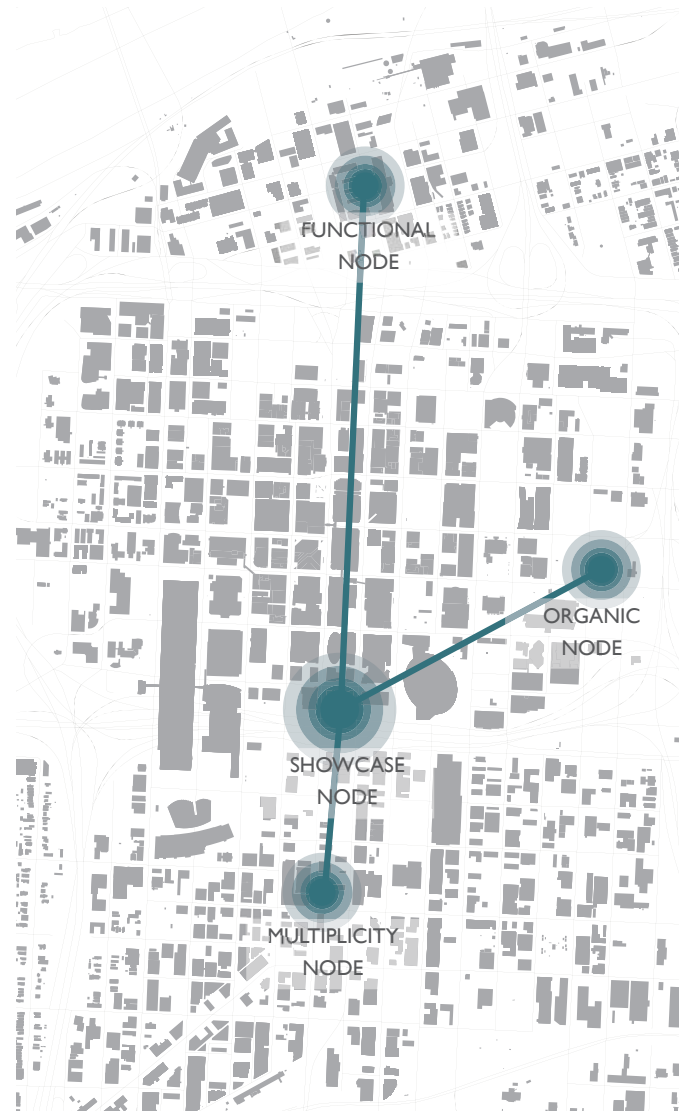 FUNCTIONAL
NODE
ORGANIC
NODE
SHOWCASE
NODE
MULTIPLICITY
NODE